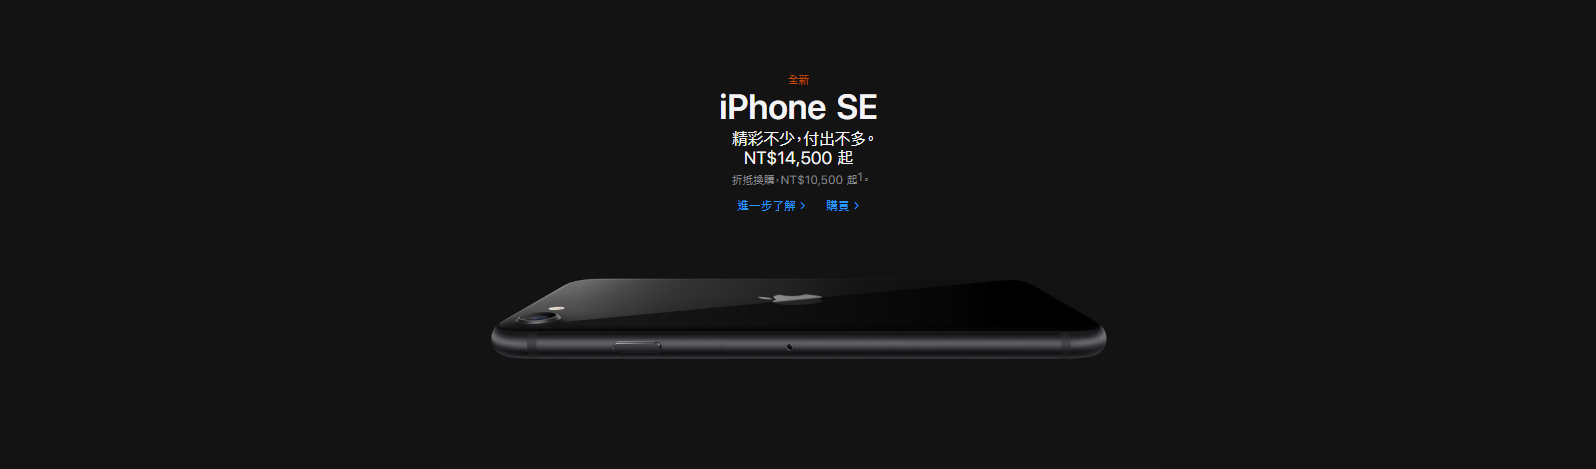 全新
iPhone SE
精彩不少，付出不多。
NT$14,500 起
折抵換購，NT$10,500 起1。
進一步了解 > 購買 >